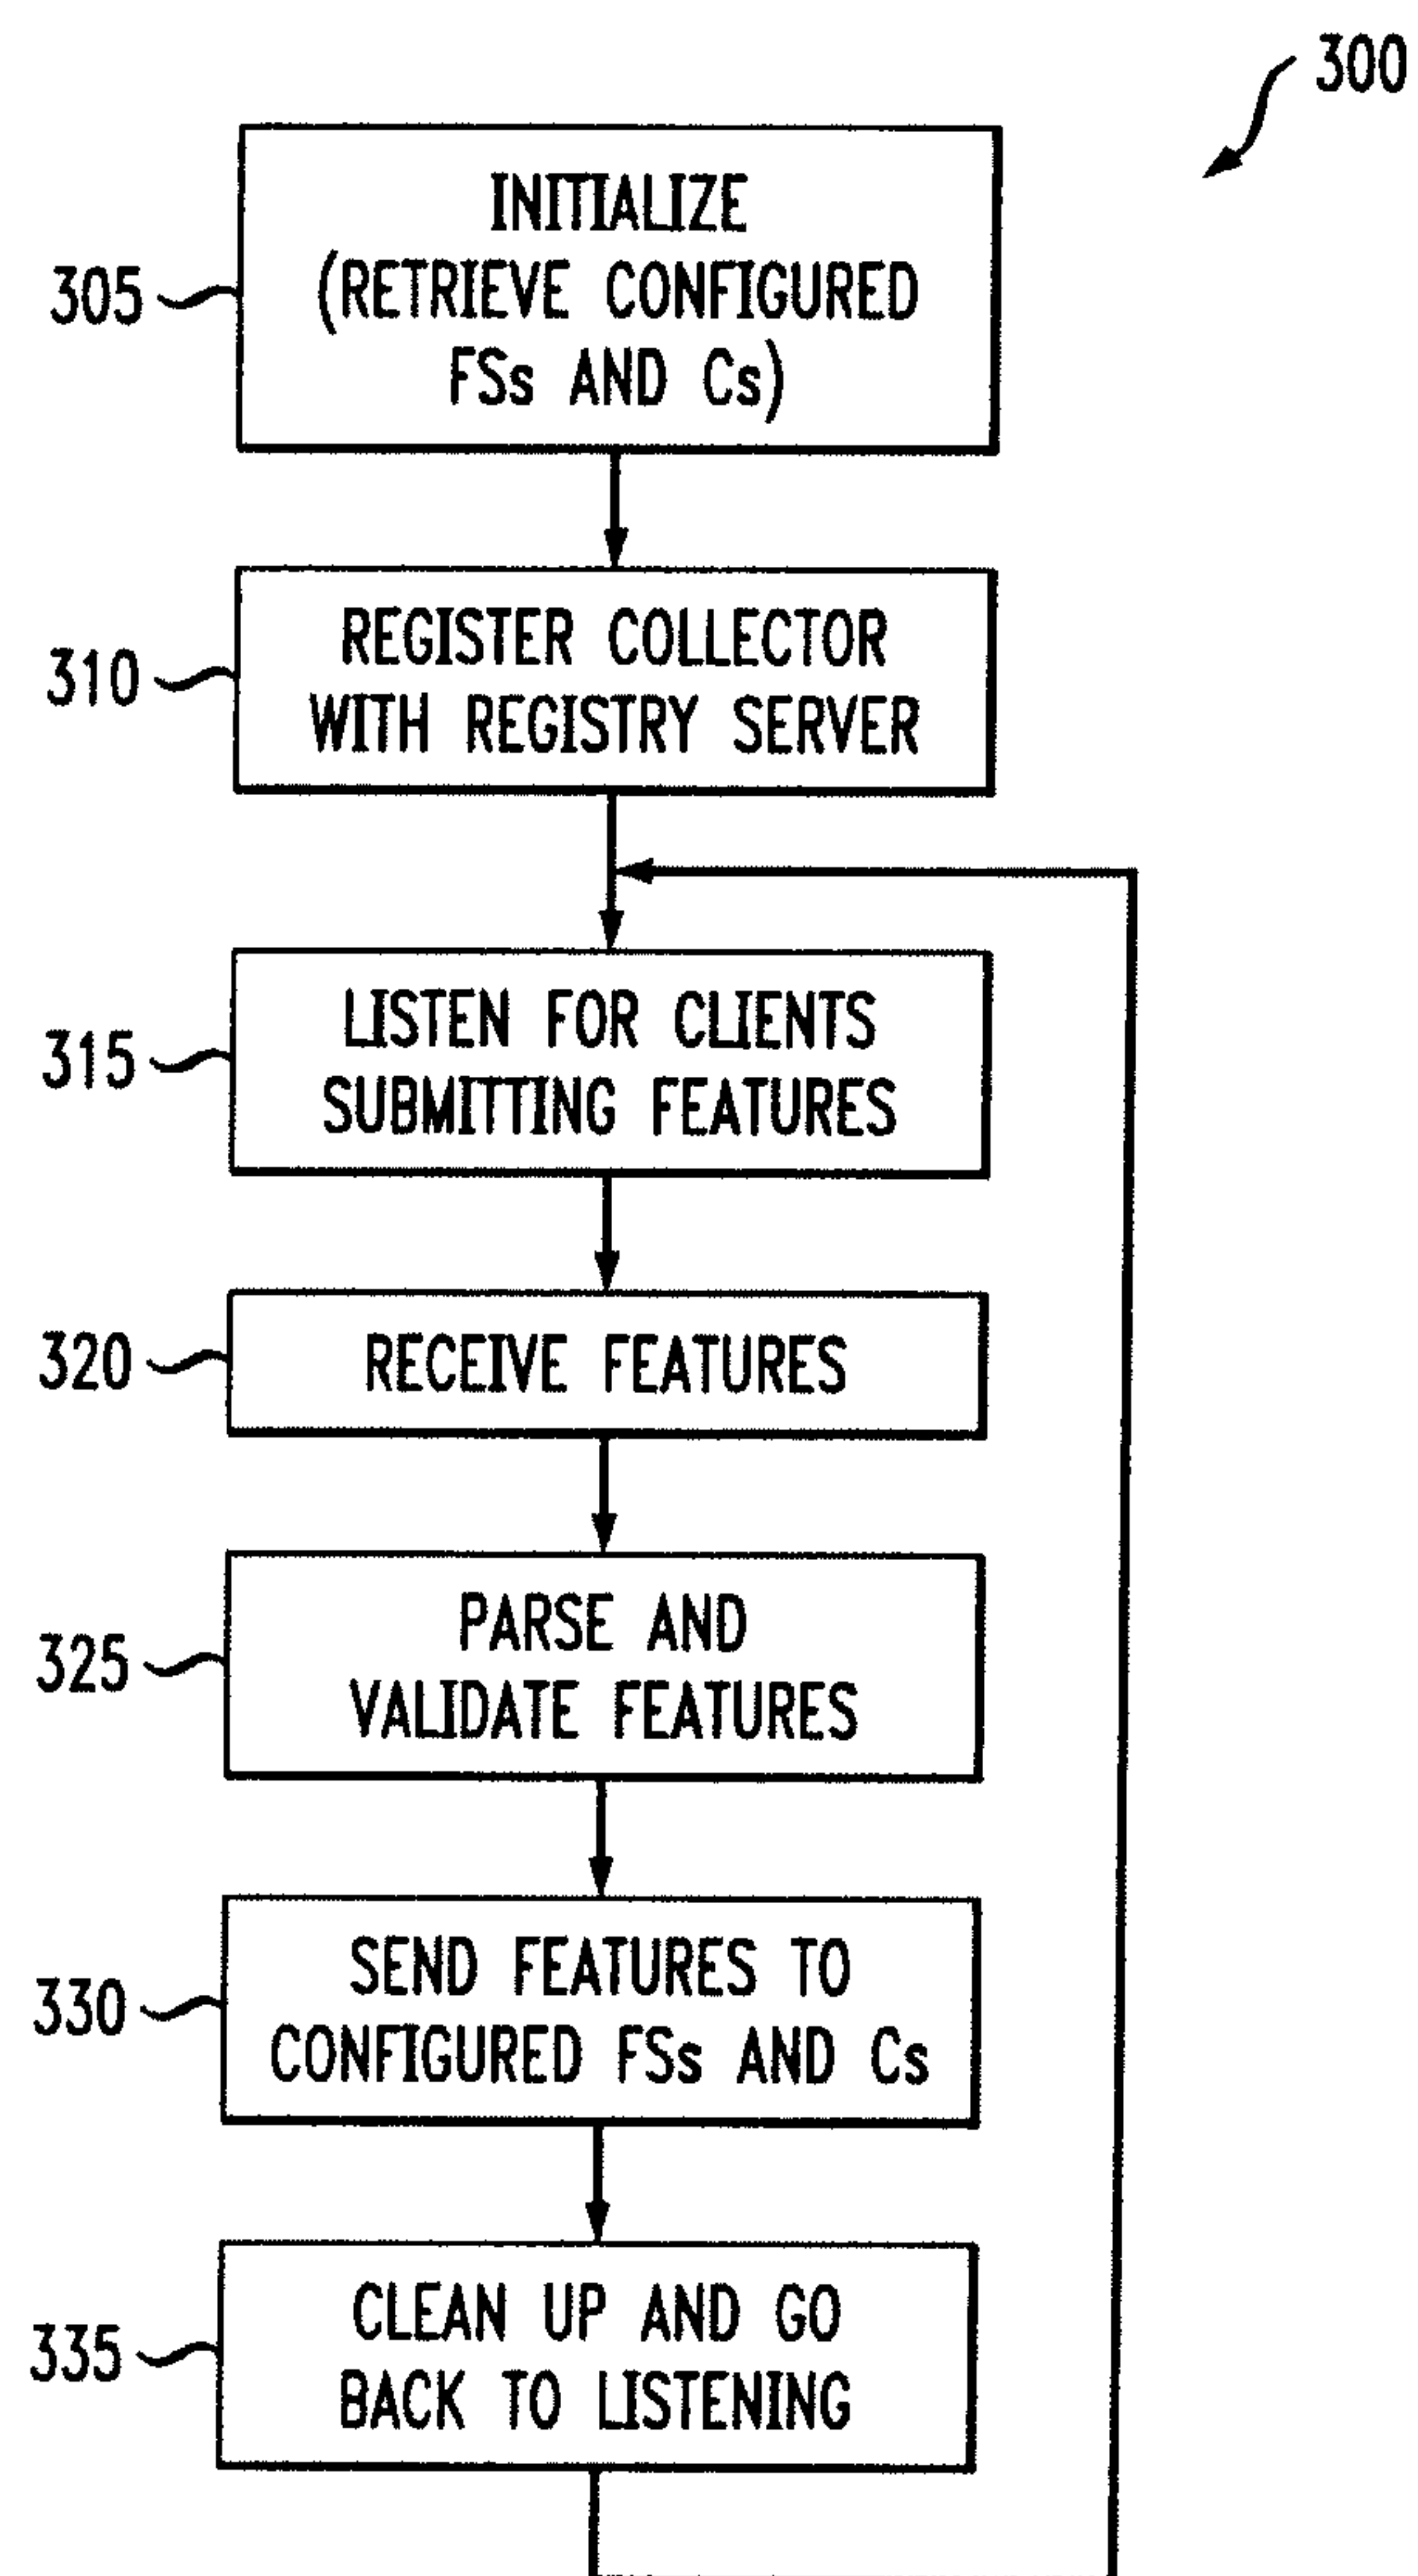 300
305
INITIALIZE
(RETRIEVE CONFIGURED
FSs AND Cs)
310
REGISTER COLLECTOR
WITH REGISTRY SERVER
315
LISTEN FOR CLIENTS
SUBMITTING FEATURES
320
RECEIVE FEATURES
325
PARSE AND
VALIDATE FEATURES
330
SEND FEATURES TO
CONFIGURED FSs AND Cs
335
CLEAN UP AND GO
BACK TO LISTENING